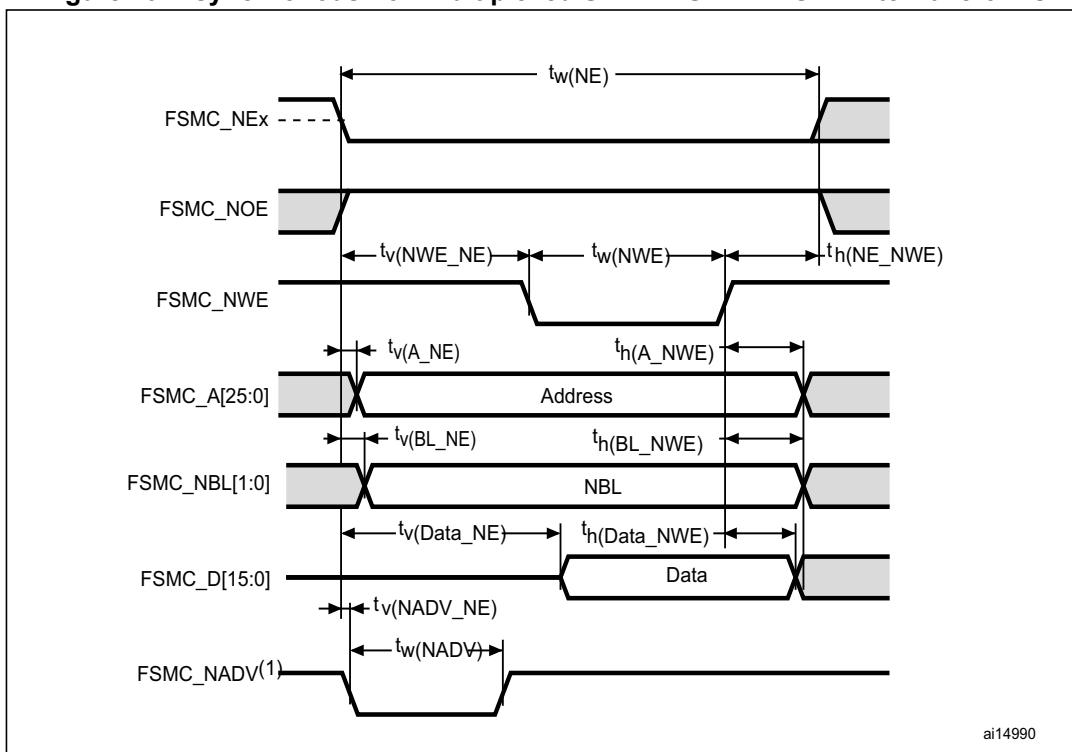 tw(NE)
FSMC_NEx
FSMC_NOE
tv(NWE_NE)
tw(NWE)
th(NE_NWE)
FSMC_NWE
tv(A_NE)
th(A_NWE)
FSMC_A[25:0]
Address
tv(BL_NE)
th(BL_NWE)
FSMC_NBL[1:0]
NBL
tv(Data_NE)
th(Data_NWE)
FSMC_D[15:0]
Data
tv(NADV_NE)
tw(NADV)
FSMC_NADV(1)
ai14990